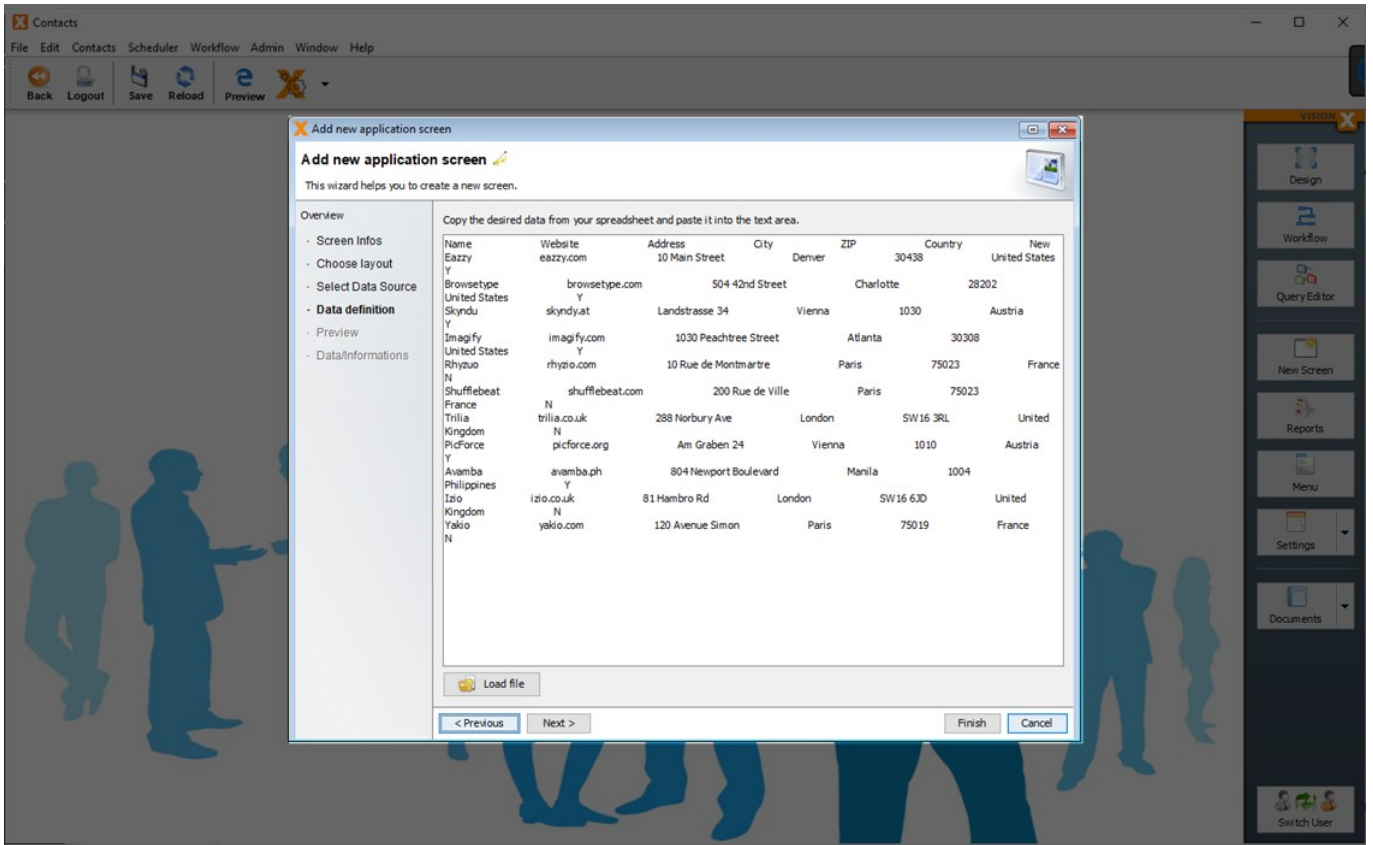 Contacts
File Edit Contacts Scheduler Workflow Admin Window Help
Back Logout Save Reload Preview
VISION X
Add new application screen
Add new application screen
This wizard helps you to create a new screen.
Overview
· Screen Infos
· Choose layout
· Select Data Source
· Data definition
· Preview
· Data/Informations
Copy the desired data from your spreadsheet and paste it into the text area.
Name Website Address City ZIP Country New
Eazzy eazzy.com 10 Main Street Denver 30438 United States
Y
Browsetype browsetype.com 504 42nd Street Charlotte 28202
United States Y
Skyndu skyndy.at Landstrasse 34 Vienna 1030 Austria
Y
Imagify imagify.com 1030 Peachtree Street Atlanta 30308
United States Y
Rhyzuo rhyzio.com 10 Rue de Montmartre Paris 75023 France
N
Shufflebeat shufflebeat.com 200 Rue de Ville Paris 75023
France N
Trilia trilia.co.uk 288 Norbury Ave London SW16 3RL United
Kingdom N
PicForce picforce.org Am Graben 24 Vienna 1010 Austria
Y
Avamba avamba.ph 804 Newport Boulevard Manila 1004
Philippines Y
Izio izio.co.uk 81 Hambro Rd London SW16 6JD United
Kingdom N
Yakio yakio.com 120 Avenue Simon Paris 75019 France
N
Load file
< Previous Next > Finish Cancel
Design
Workflow
Query Editor
New Screen
Reports
Menu
Settings
Documents
Switch User